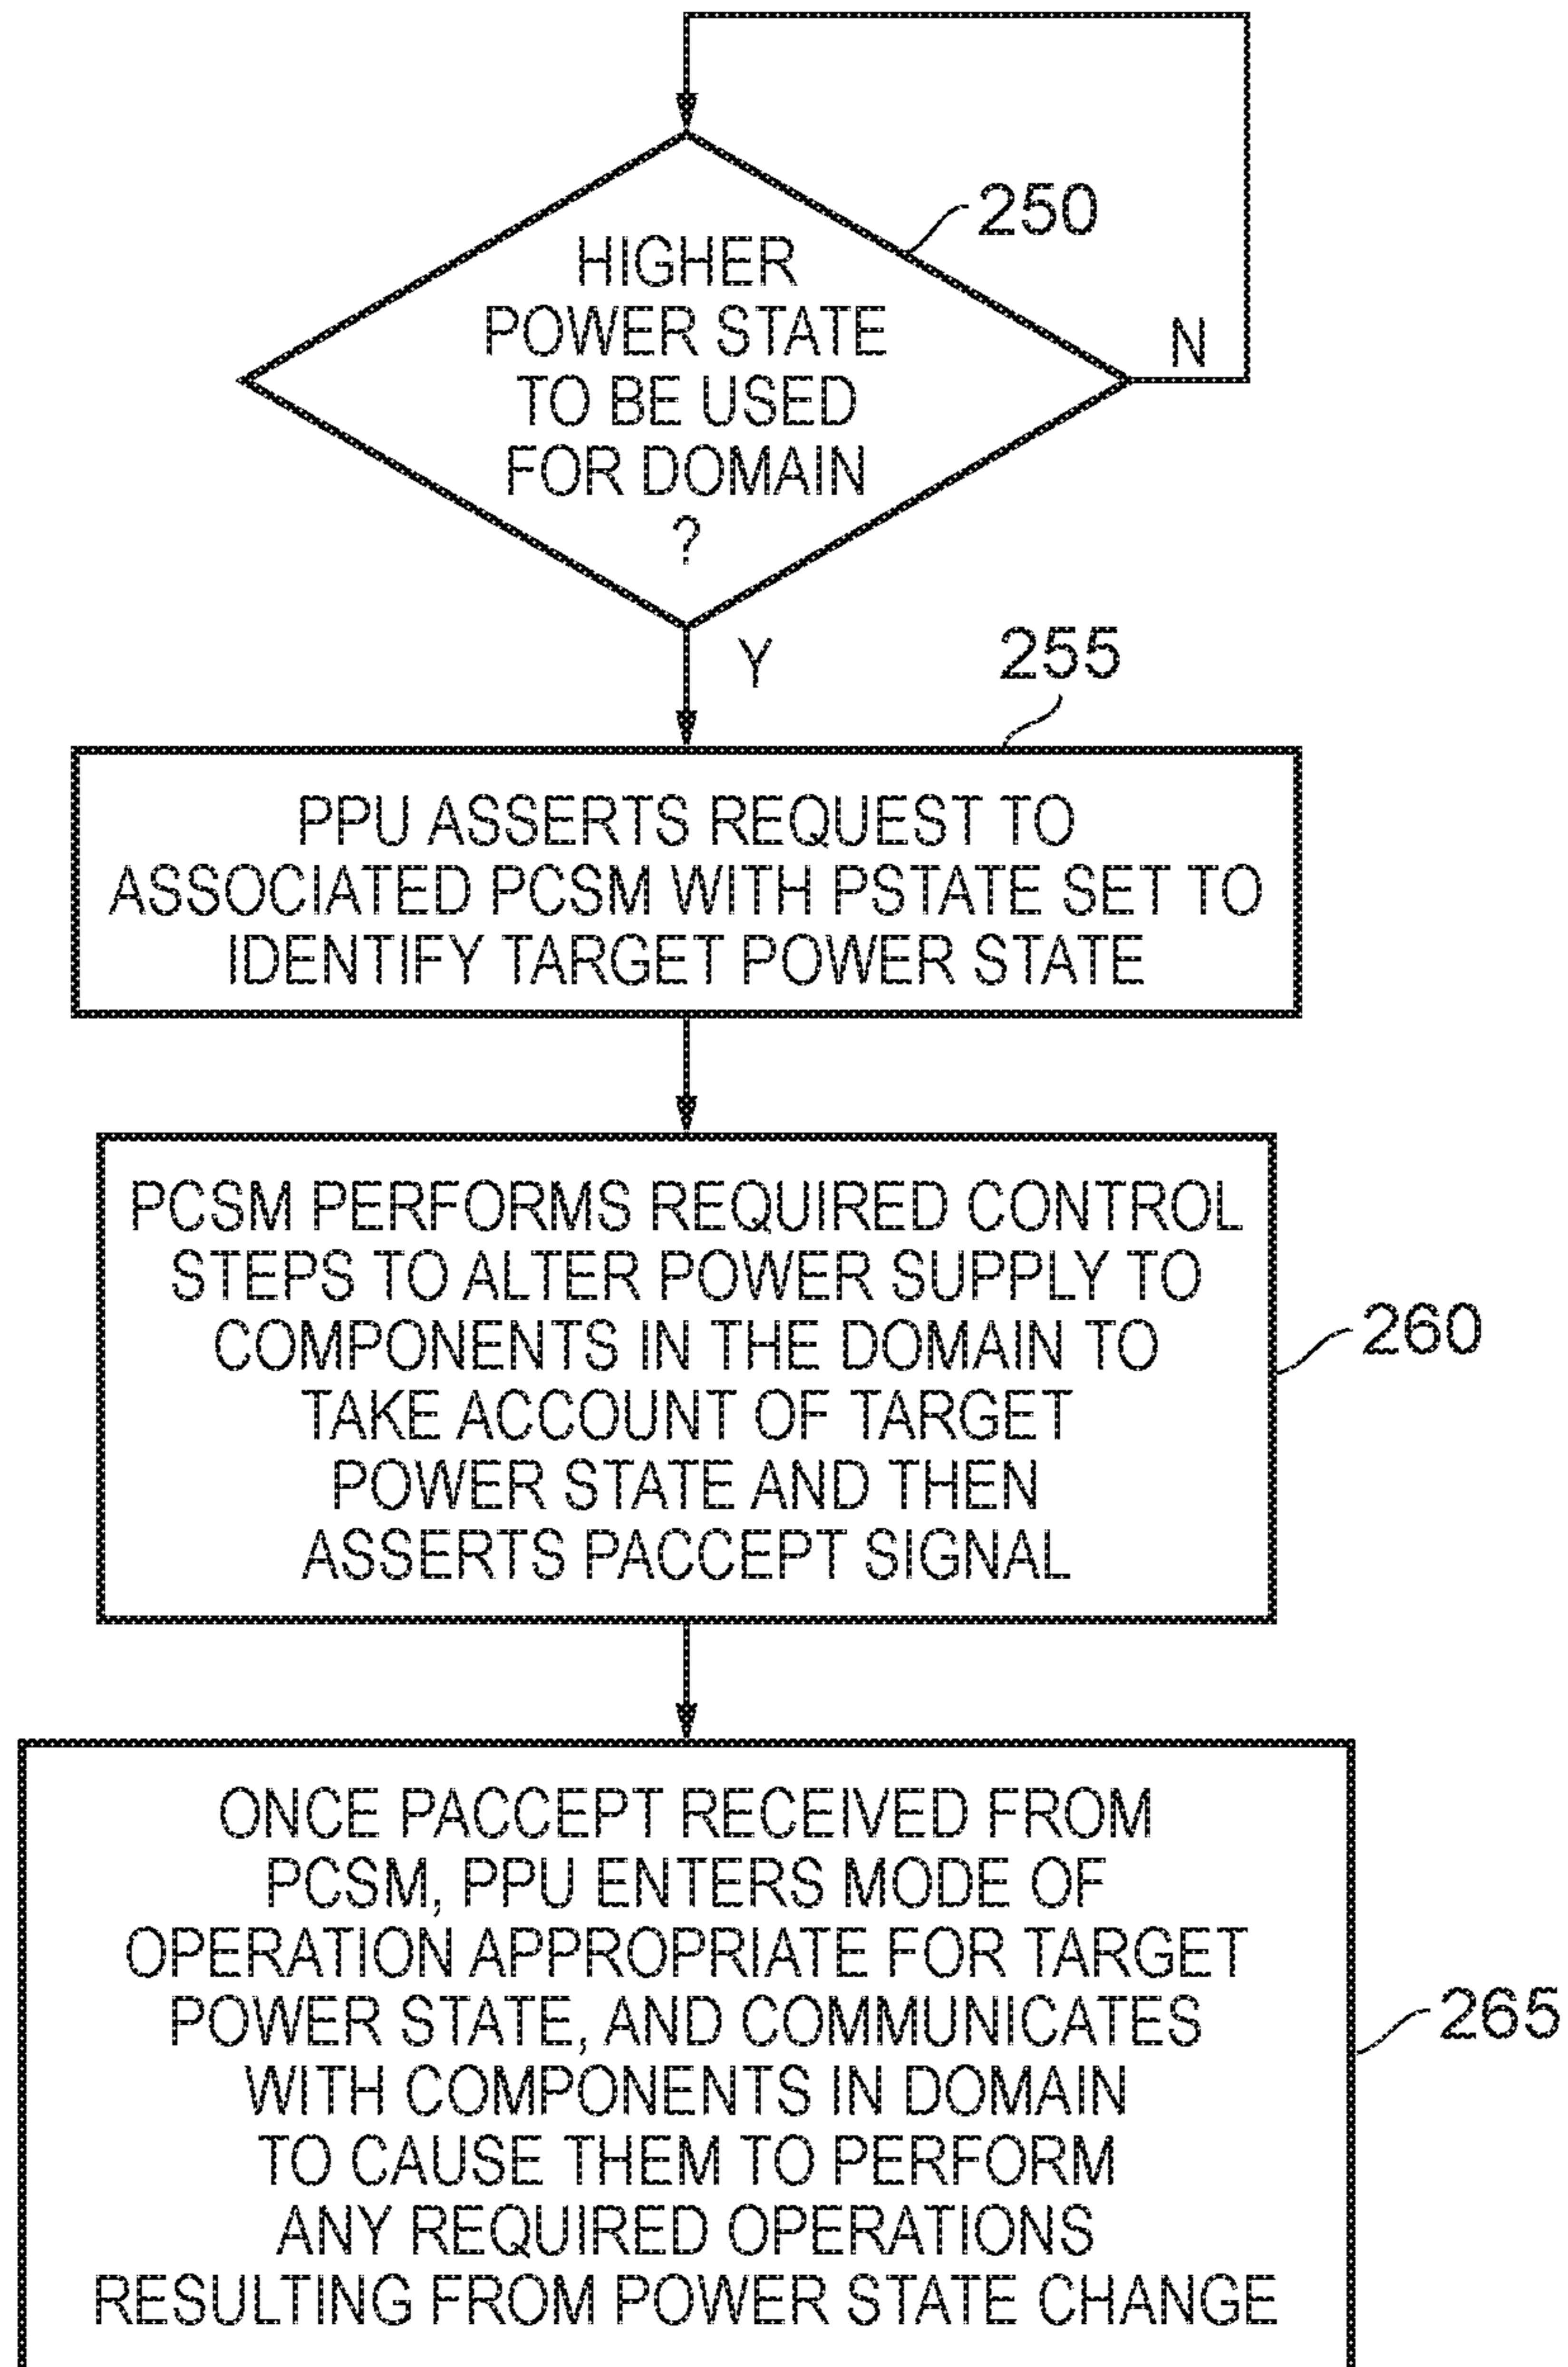 250
HIGHER
POWER STATE
TO BE USED
FOR DOMAIN
?
N
Y
255
PPU ASSERTS REQUEST TO
ASSOCIATED PCSM WITH PSTATE SET TO
IDENTIFY TARGET POWER STATE
PCSM PERFORMS REQUIRED CONTROL
STEPS TO ALTER POWER SUPPLY TO
COMPONENTS IN THE DOMAIN TO
TAKE ACCOUNT OF TARGET
POWER STATE AND THEN
ASSERTS PACCEPT SIGNAL
260
ONCE PACCEPT RECEIVED FROM
PCSM, PPU ENTERS MODE OF
OPERATION APPROPRIATE FOR TARGET
POWER STATE, AND COMMUNICATES
WITH COMPONENTS IN DOMAIN
TO CAUSE THEM TO PERFORM
ANY REQUIRED OPERATIONS
RESULTING FROM POWER STATE CHANGE
265